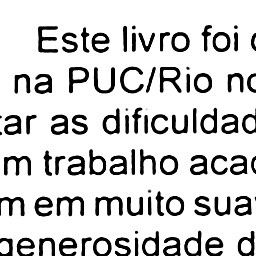 Este livro foi
na PUC/Rio no
tar as dificuldad
m trabalho acad
m em muito suav
generosidade d